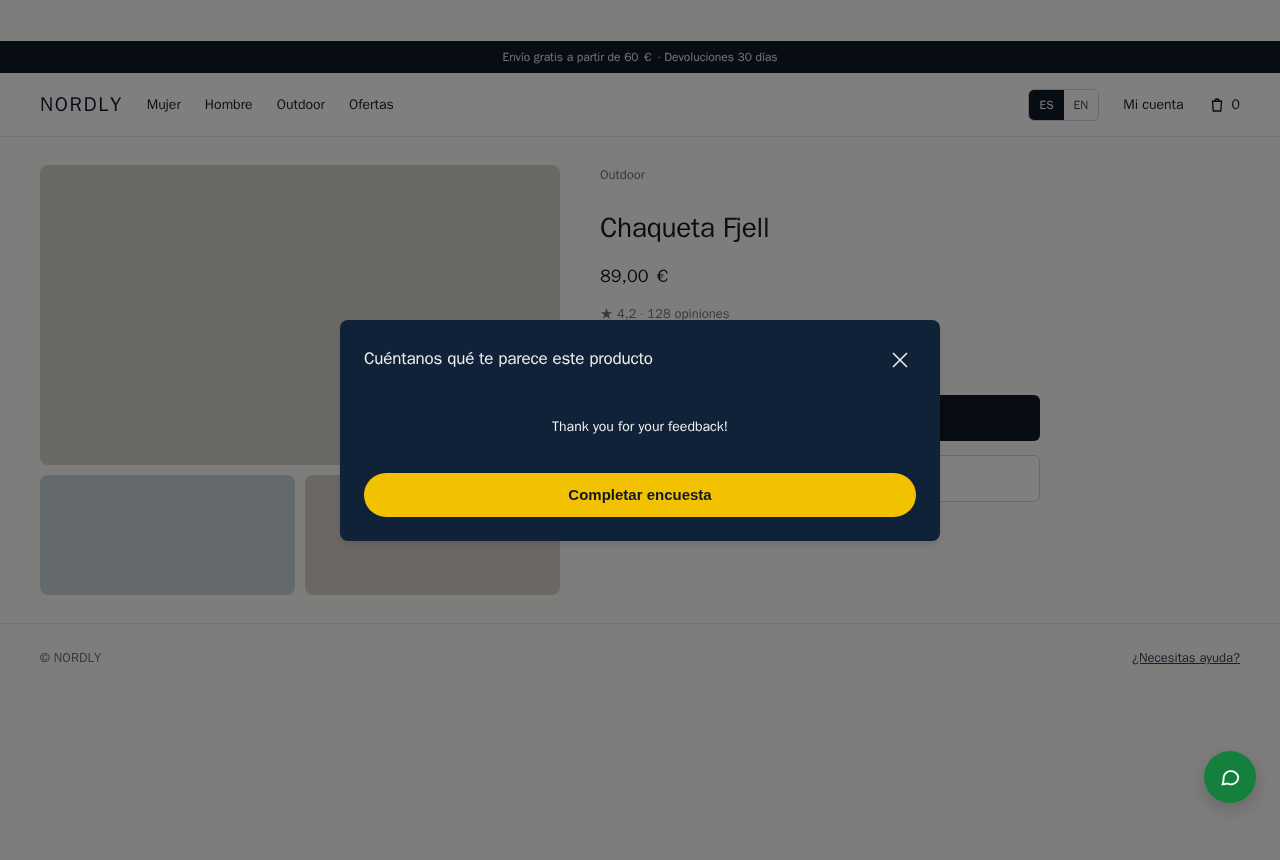 Envío gratis a partir de 60 € · Devoluciones 30 días
NORDLY Mujer Hombre Outdoor Ofertas ES EN Mi cuenta 0
Outdoor
Chaqueta Fjell
89,00 €
★ 4,2 · 128 opiniones
Cuéntanos qué te parece este producto
Thank you for your feedback!
Completar encuesta
© NORDLY ¿Necesitas ayuda?